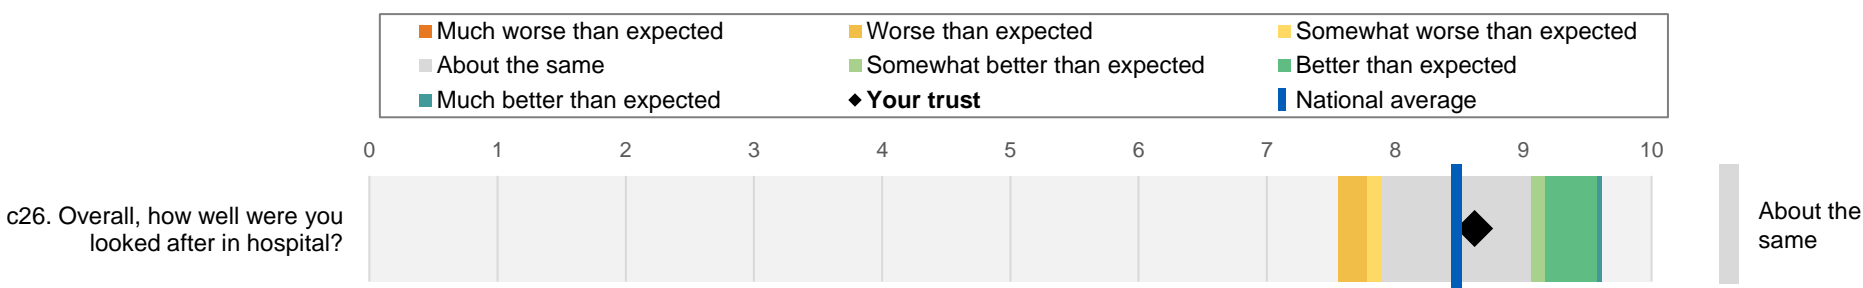 Much worse than expected
Worse than expected
Somewhat worse than expected
About the same
Somewhat better than expected
Better than expected
Much better than expected
Your trust
National average
0 1 2 3 4 5 6 7 8 9 10
c26. Overall, how well were you
looked after in hospital?
About the
same